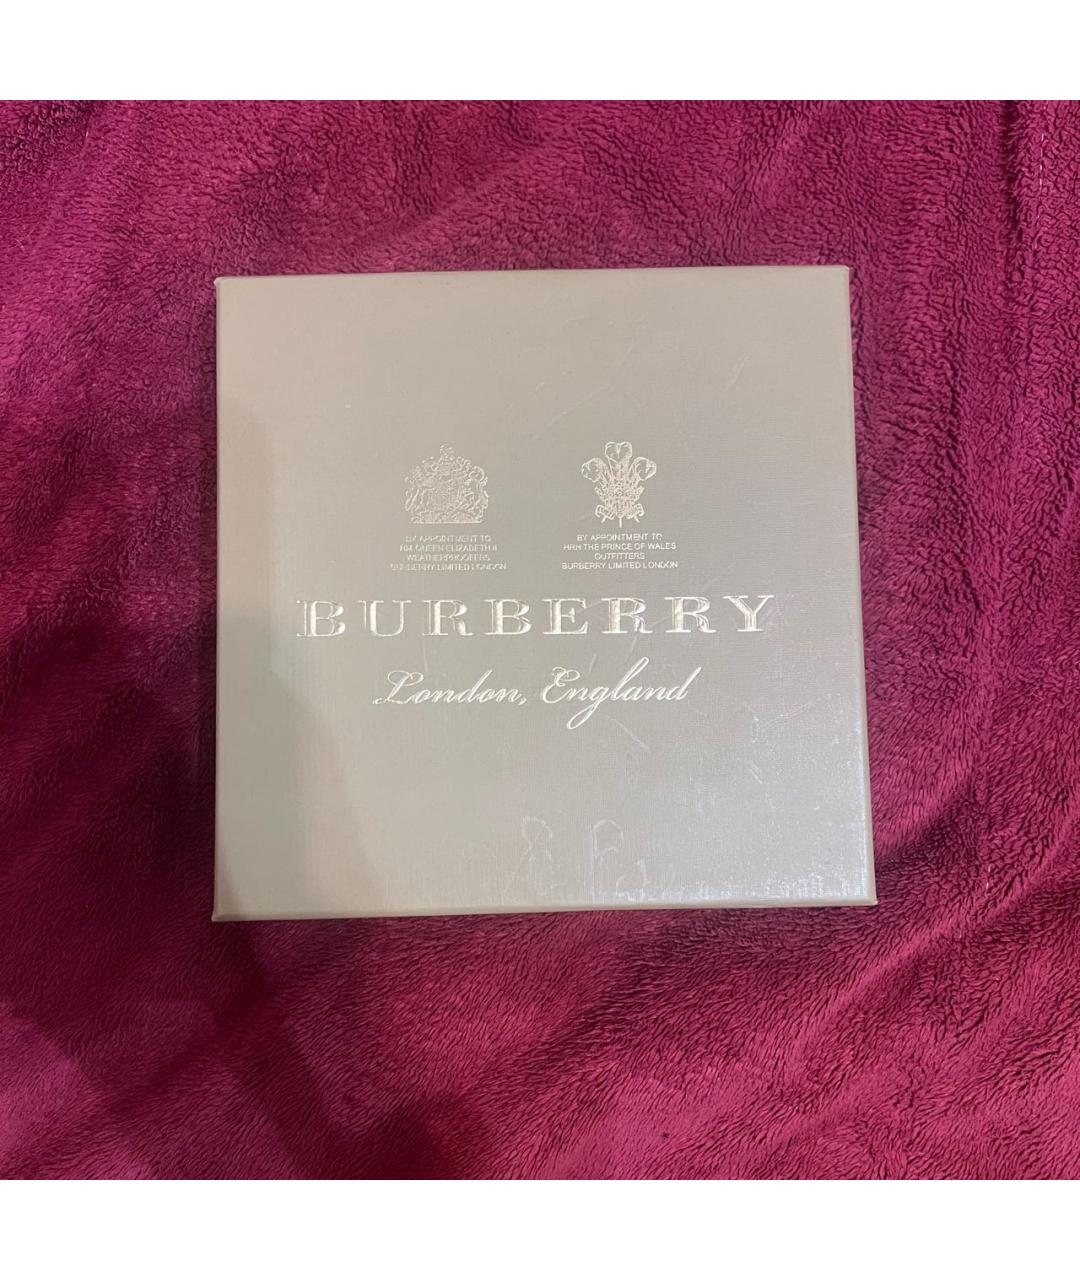 BY APPOINTMENT TO
HM QUEEN ELIZABETH II
WEATHERPROOFERS
BURBERRY LIMITED LONDON
BY APPOINTMENT TO
HRH THE PRINCE OF WALES
OUTFITTERS
BURBERRY LIMITED LONDON
BURBERRY
London, England